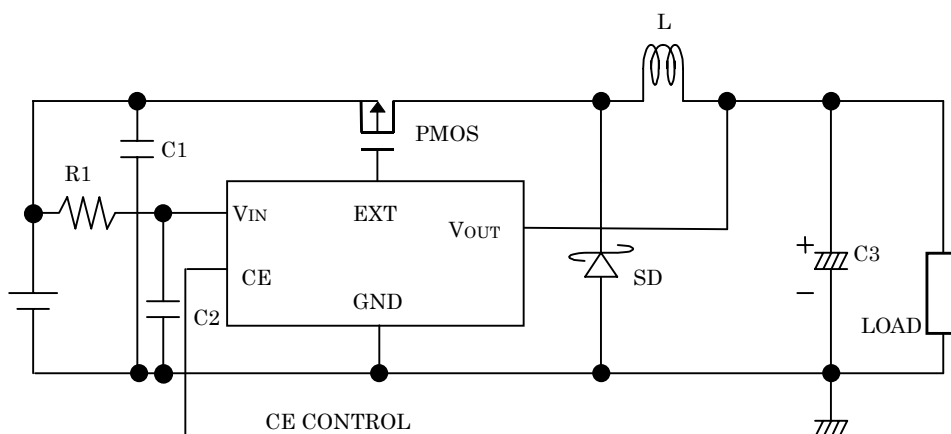 L
PMOS
C1
R1
VIN
EXT
VOUT
CE
+
C3
SD
GND
−
C2
LOAD
CE CONTROL